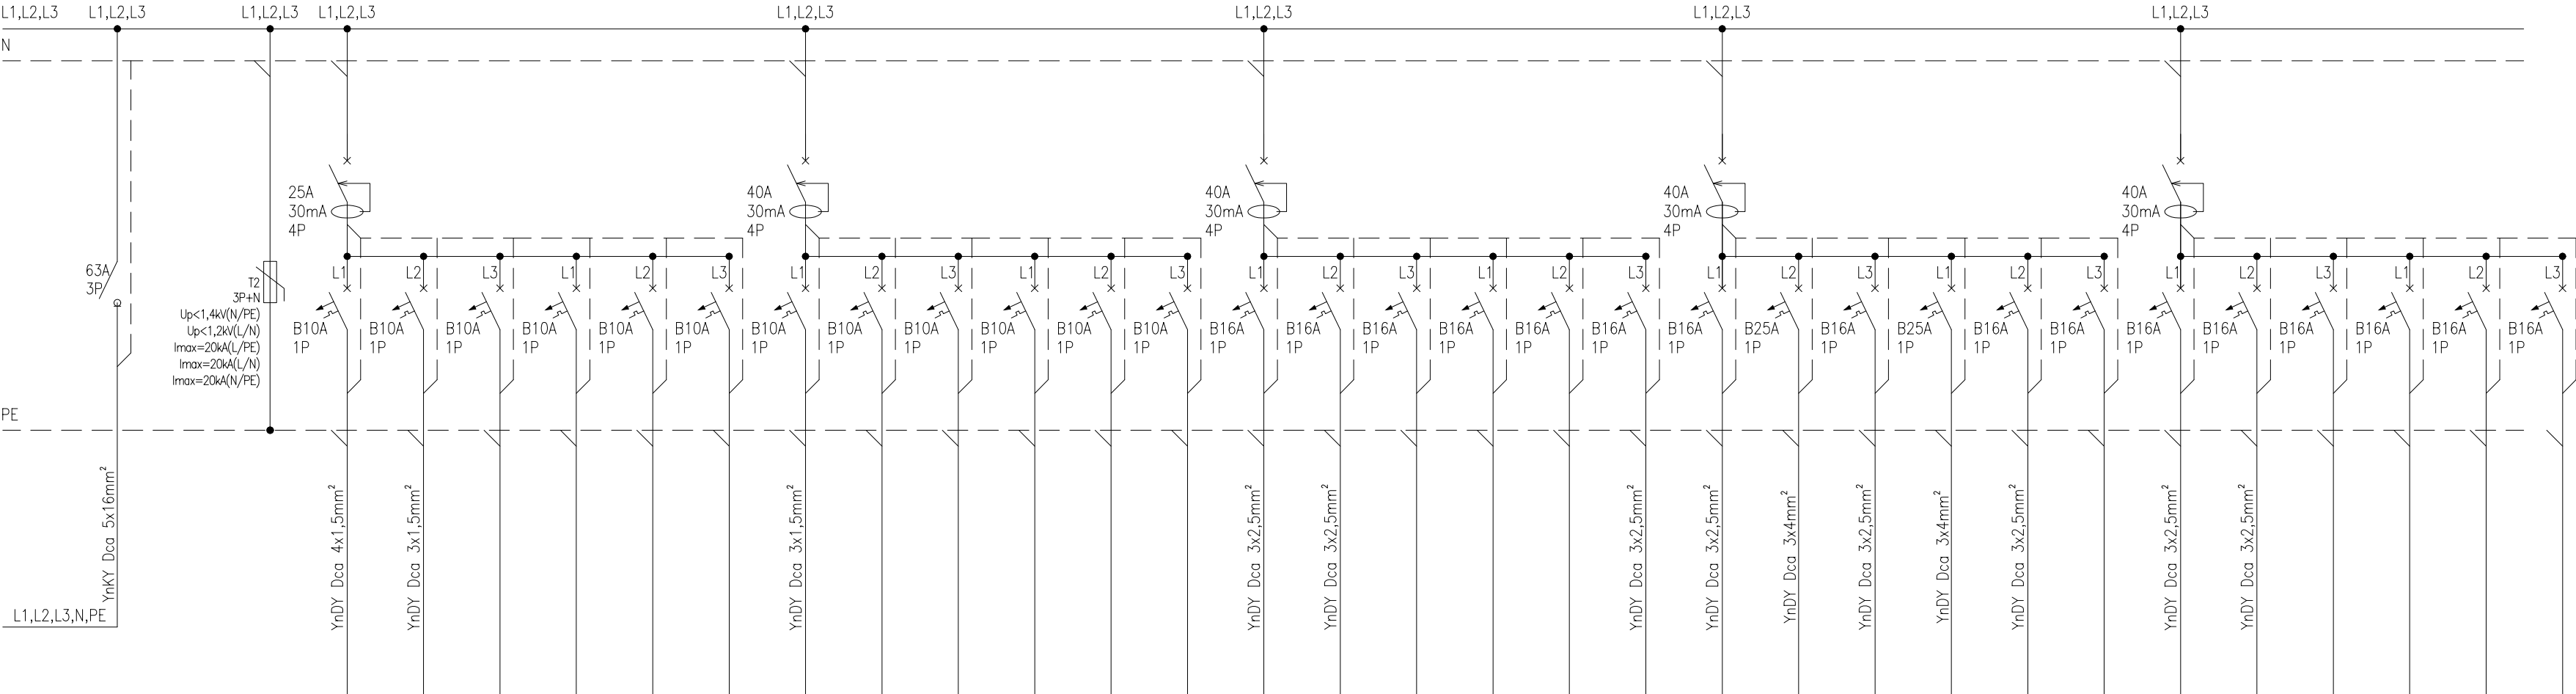 L1,L2,L3
L1,L2,L3
L1,L2,L3
L1,L2,L3
L1,L2,L3
L1,L2,L3
L1,L2,L3
L1,L2,L3
N
25A
30mA
4P
40A
30mA
4P
40A
30mA
4P
40A
30mA
4P
40A
30mA
4P
63A
3P
T2
3P+N
Up<1,4kV(N/PE)
Up<1,2kV(L/N)
Imax=20kA(L/PE)
Imax=20kA(L/N)
Imax=20kA(N/PE)
L1
B10A
1P
L2
B10A
1P
L3
B10A
1P
L1
B10A
1P
L2
B10A
1P
L3
B10A
1P
L1
B10A
1P
L2
B10A
1P
L3
B10A
1P
L1
B10A
1P
L2
B10A
1P
L3
B10A
1P
L1
B16A
1P
L2
B16A
1P
L3
B16A
1P
L1
B16A
1P
L2
B16A
1P
L3
B16A
1P
L1
B16A
1P
L2
B25A
1P
L3
B16A
1P
L1
B25A
1P
L2
B16A
1P
L3
B16A
1P
L1
B16A
1P
L2
B16A
1P
L3
B16A
1P
L1
B16A
1P
L2
B16A
1P
L3
B16A
1P
PE
YnKY Dca 5x16mm²
YnDY Dca 4x1,5mm²
YnDY Dca 3x1,5mm²
YnDY Dca 3x1,5mm²
YnDY Dca 3x2,5mm²
YnDY Dca 3x2,5mm²
YnDY Dca 3x2,5mm²
YnDY Dca 3x2,5mm²
YnDY Dca 3x4mm²
YnDY Dca 3x2,5mm²
YnDY Dca 3x4mm²
YnDY Dca 3x2,5mm²
YnDY Dca 3x2,5mm²
YnDY Dca 3x2,5mm²
L1,L2,L3,N,PE